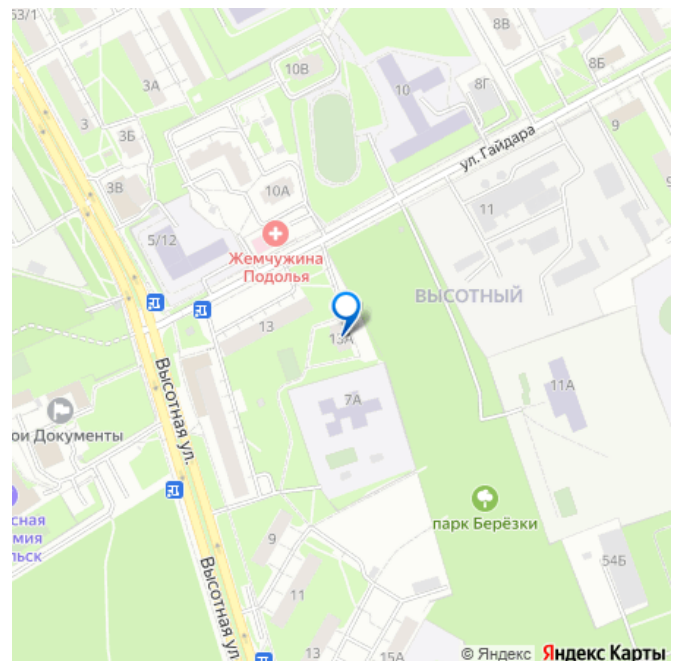 53/1
8В
10В
8Б
3А
10
8Г
3
3Б
ул. Гайдара
9
3В
10А
11
5/12
Жемчужина
Подолья
ВЫСОТНЫЙ
13
13А
Высотная ул.
7А
11А
ои Документы
парк Берёзки
сная
мия
льск
9
54Б
Высотная ул.
11
13
15А
© Яндекс Яндекс Карты